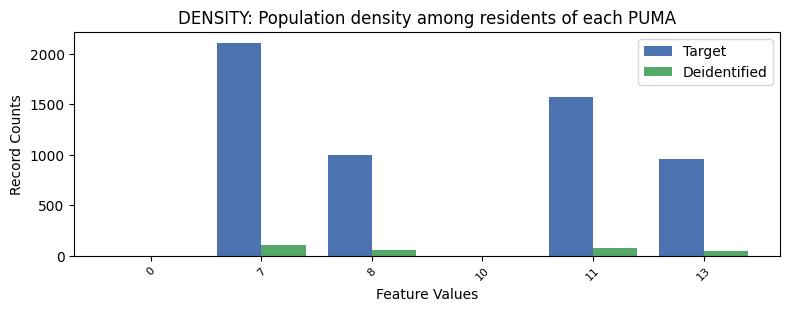 DENSITY: Population density among residents of each PUMA
Target
Deidentified
Record Counts
2000
1500
1000
500
0
0 7 8 10 11 13
Feature Values